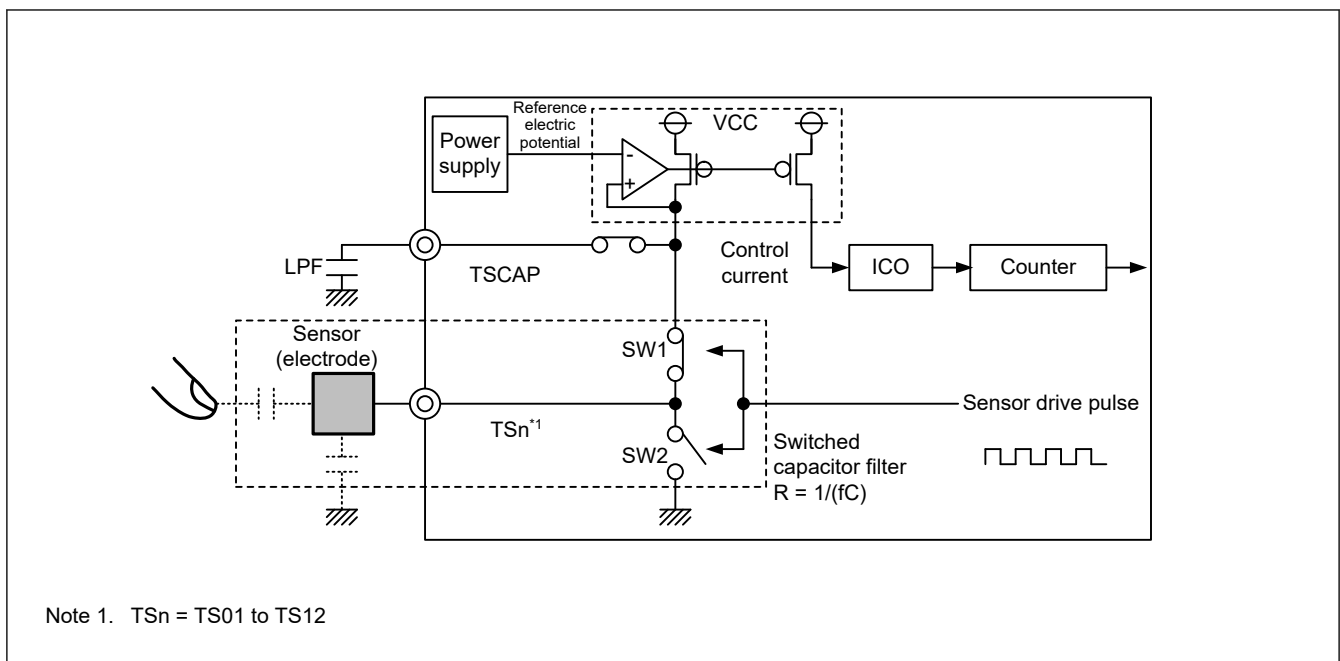 Reference
electric
potential
VCC
Power
supply
-
+
LPF
TSCAP
Control
current
ICO
Counter
Sensor
(electrode)
SW1
TSn*1
Sensor drive pulse
SW2
Switched
capacitor filter
R = 1/(fC)
Note 1. TSn = TS01 to TS12